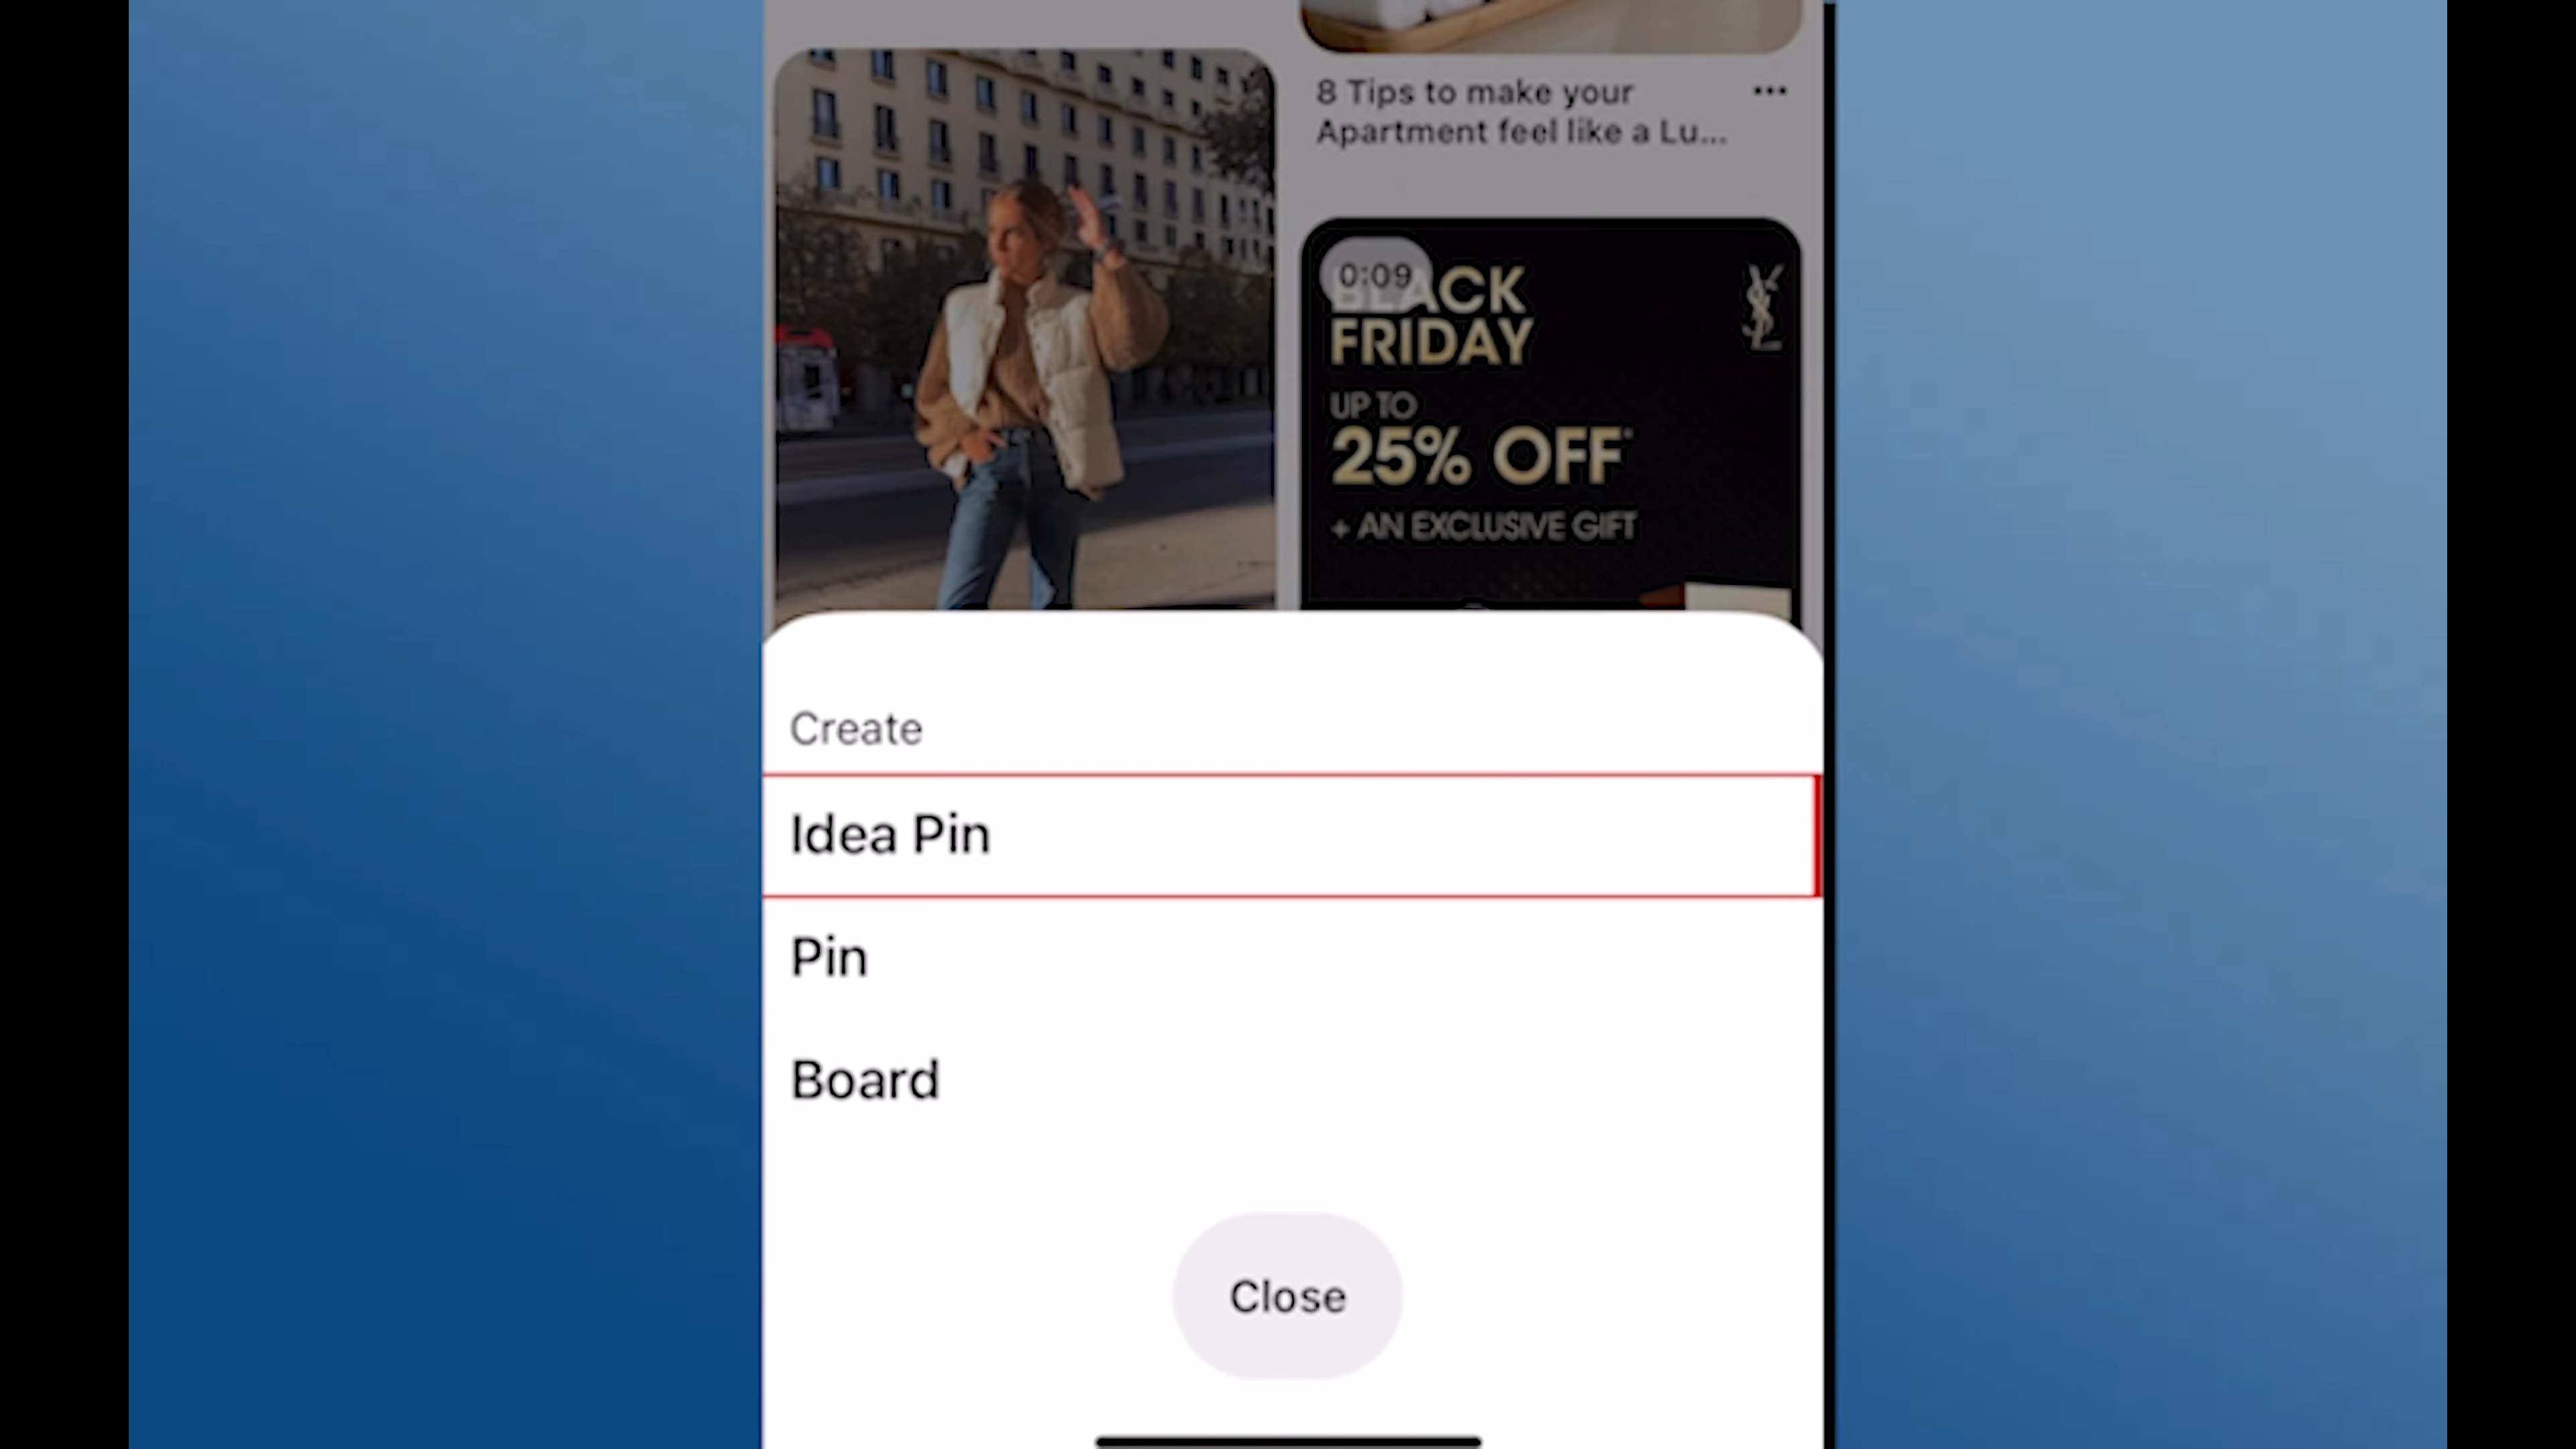 8 Tips to make your
Apartment feel like a Lu...
0:09
BLACK
FRIDAY
UP TO
25% OFF*
+ AN EXCLUSIVE GIFT
YSL
Create
Idea Pin
Pin
Board
Close